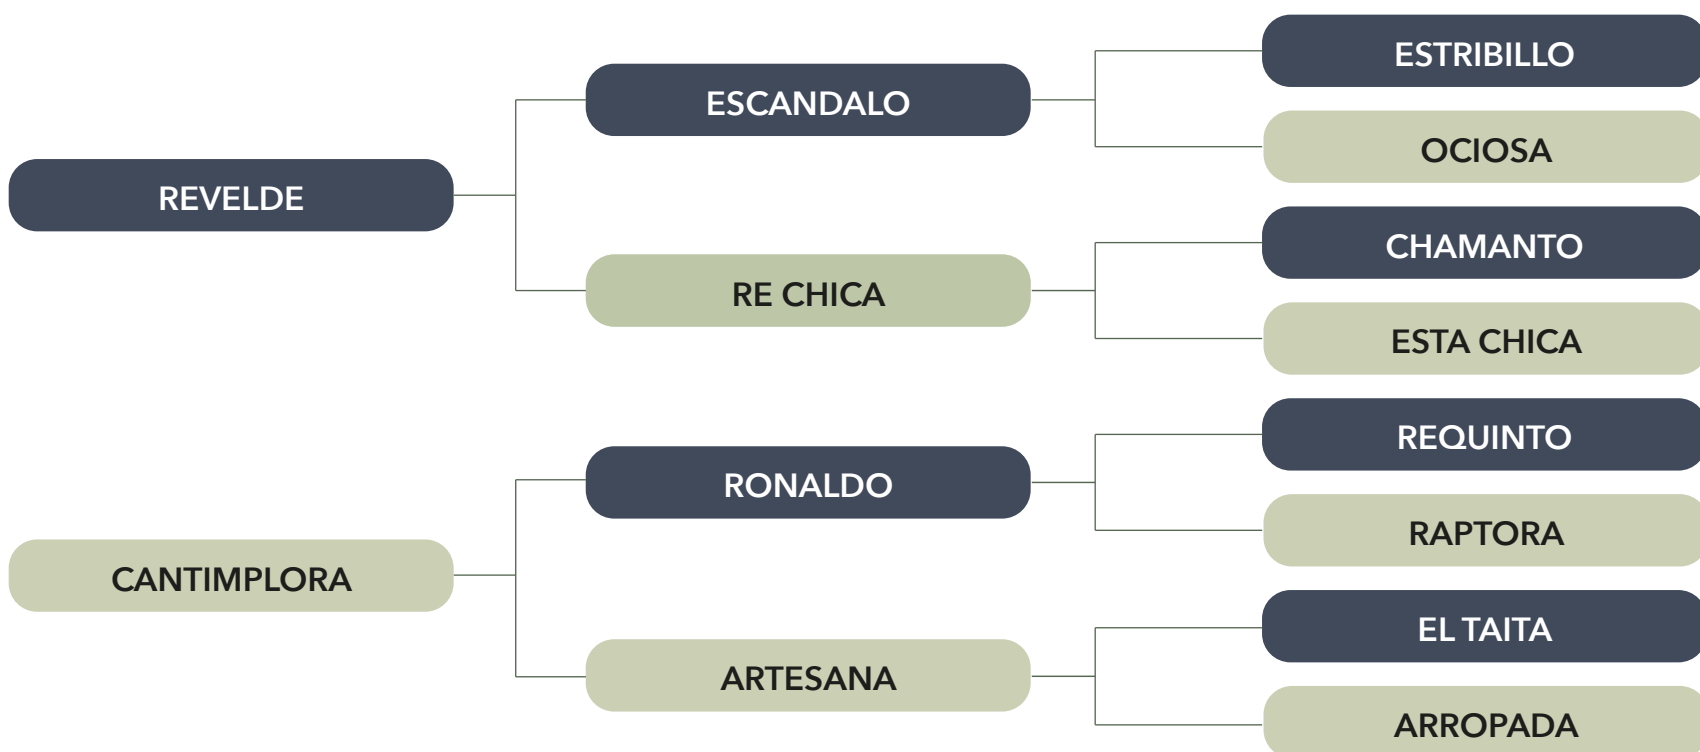 ESTRIBILLO
ESCANDALO
OCIOSA
REVELDE
CHAMANTO
RE CHICA
ESTA CHICA
REQUINTO
RONALDO
RAPTORA
CANTIMPLORA
EL TAITA
ARTESANA
ARROPADA